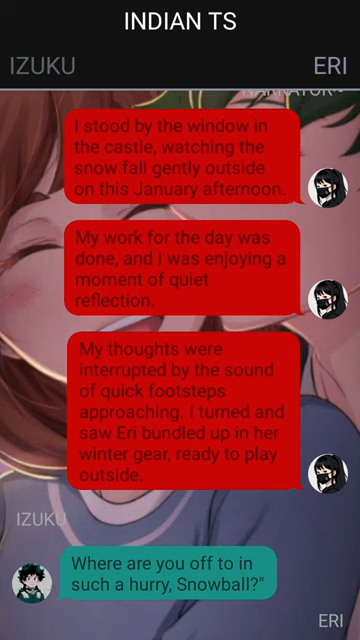 INDIAN TS
IZUKU
ERI
I stood by the window in
the castle, watching the
snow fall gently outside
on this January afternoon.
My work for the day was
done, and I was enjoying a
moment of quiet
reflection.
My thoughts were
interrupted by the sound
of quick footsteps
approaching. I turned and
saw Eri bundled up in her
winter gear, ready to play
outside.
IZUKU
Where are you off to in
such a hurry, Snowball?"
ERI